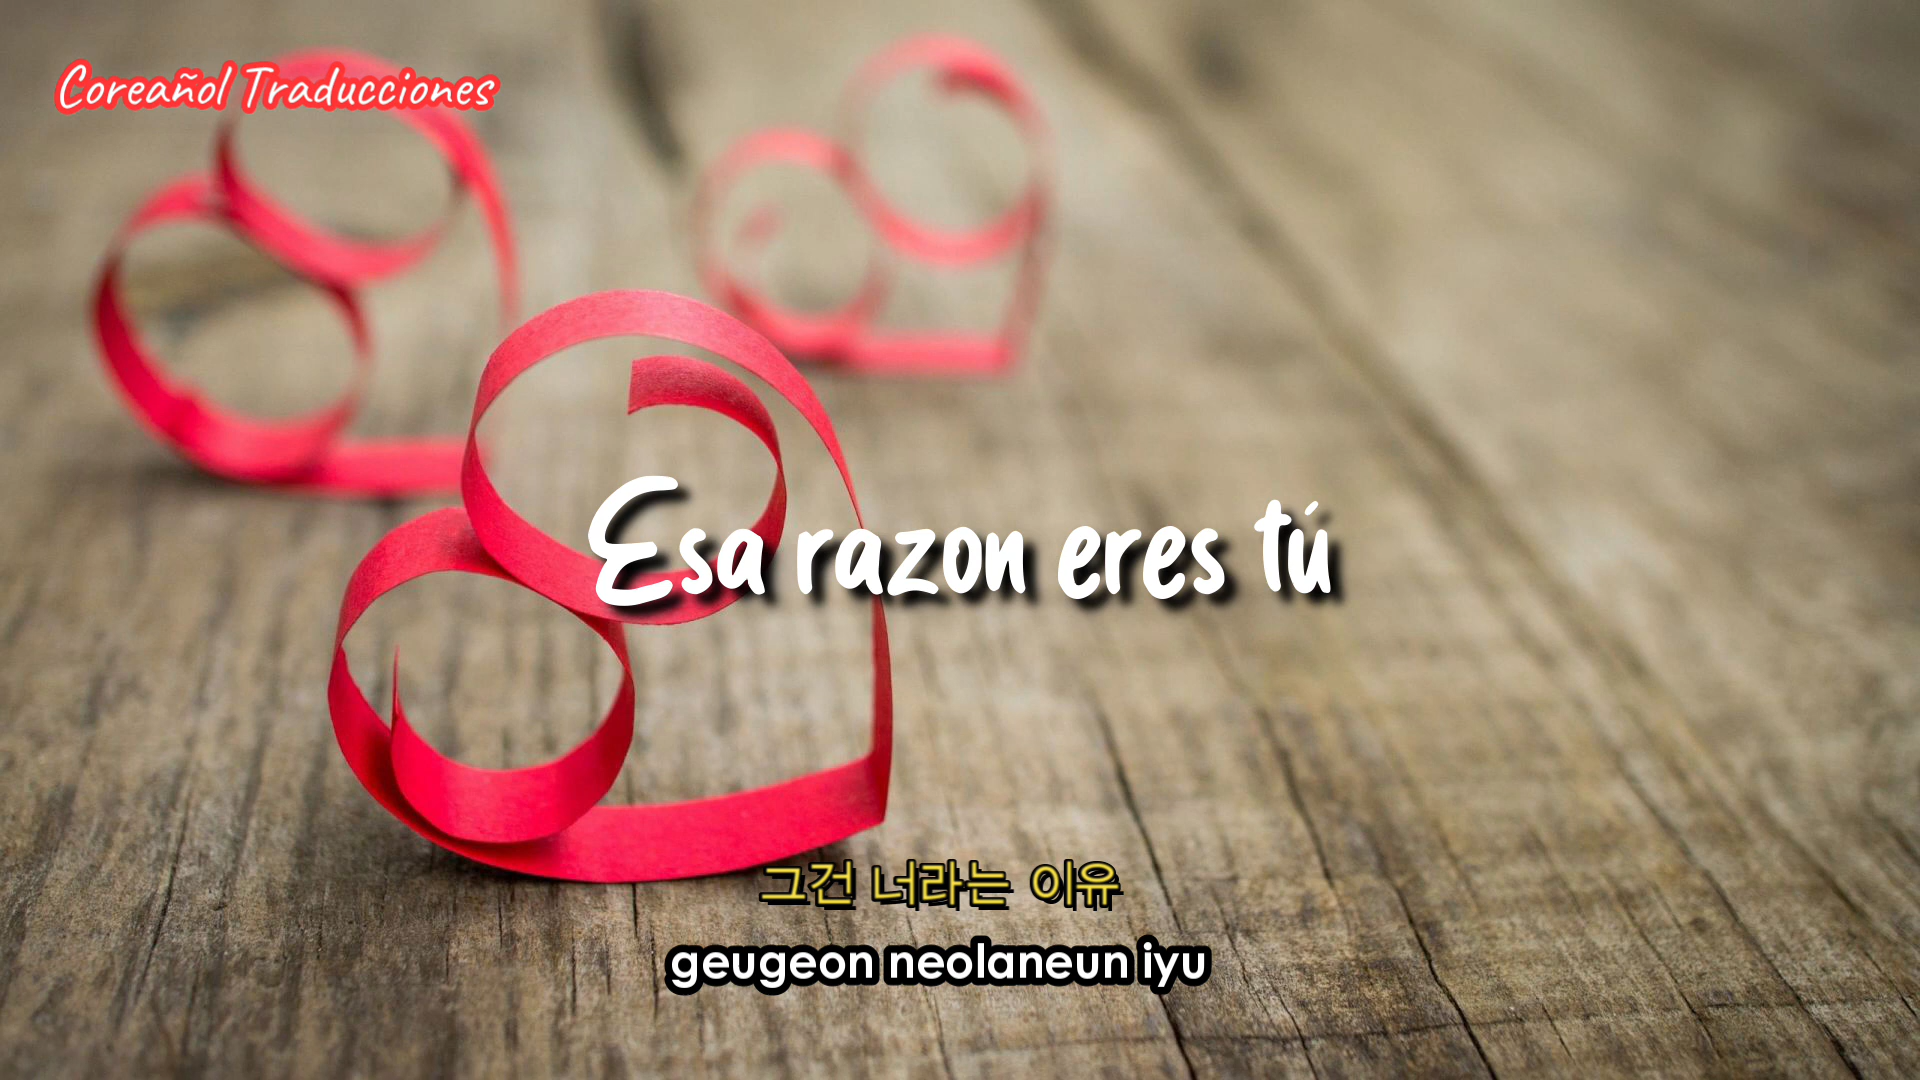 Coreañol Traducciones
Esa razon eres tú
그건 너라는 이유
geugeon neolaneun iyu